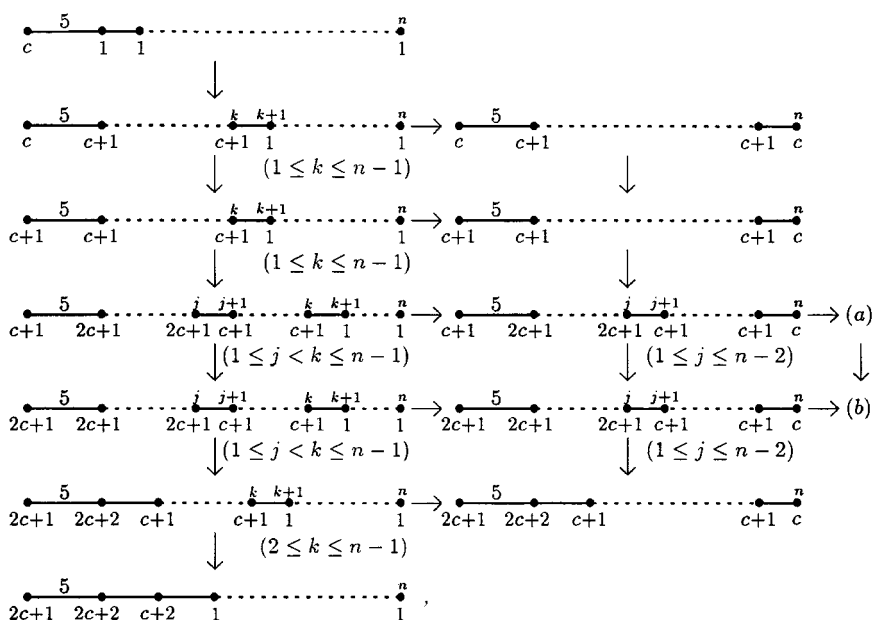 5 n
c 1 1 1
5 k k+1 n
c c+1 c+1 1 1 c c+1 c+1 c
(1 ≤ k ≤ n − 1)
5 k k+1 n 5 n
c+1 c+1 c+1 1 1 c+1 c+1 c+1 c
(1 ≤ k ≤ n − 1)
5 j j+1 k k+1 n 5 j j+1 n
c+1 2c+1 2c+1 c+1 c+1 1 1 c+1 2c+1 2c+1 c+1 c+1 c (a)
(1 ≤ j < k ≤ n − 1) (1 ≤ j ≤ n − 2)
5 j j+1 k k+1 n 5 j j+1 n
2c+1 2c+1 2c+1 c+1 c+1 1 1 2c+1 2c+1 2c+1 c+1 c+1 c (b)
(1 ≤ j < k ≤ n − 1) (1 ≤ j ≤ n − 2)
5 k k+1 n 5 n
2c+1 2c+2 c+1 c+1 1 1 2c+1 2c+2 c+1 c+1 c
(2 ≤ k ≤ n − 1)
5 n
2c+1 2c+2 c+2 1 1 ,